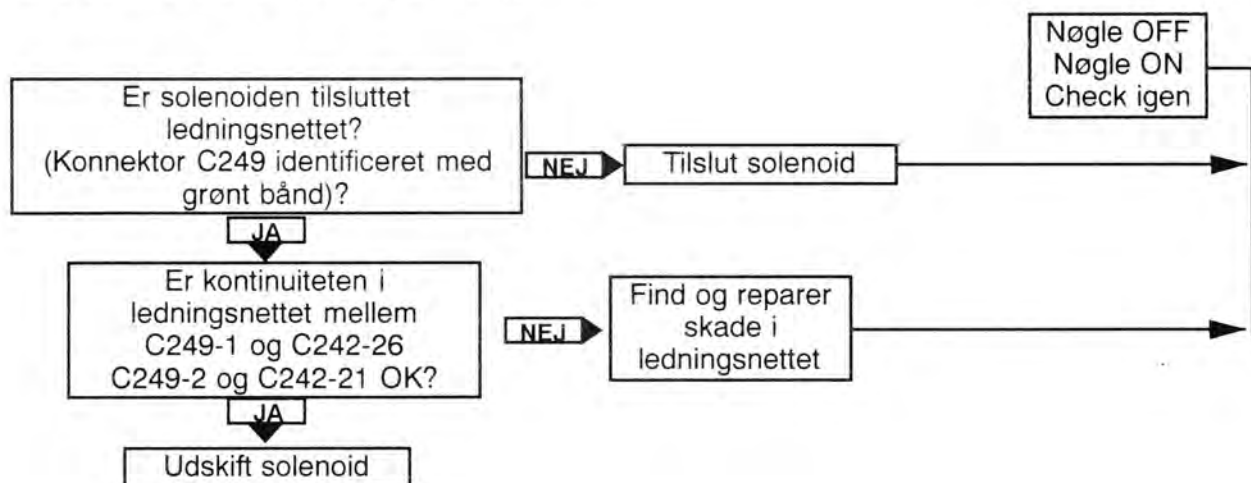 Nøgle OFF
Nøgle ON
Check igen
Er solenoiden tilsluttet
ledningsnettet?
(Konnektor C249 identificeret med
grønt bånd)?
NEJ
Tilslut solenoid
JA
Er kontinuiteten i
ledningsnettet mellem
C249-1 og C242-26
C249-2 og C242-21 OK?
NEJ
Find og reparer
skade i
ledningsnettet
JA
Udskift solenoid